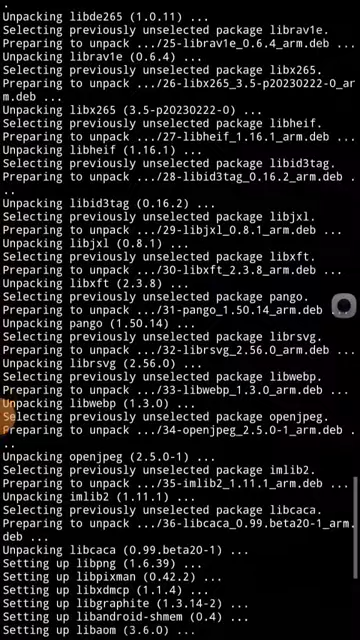 .
Unpacking libde265 (1.0.11) ...
Selecting previously unselected package librav1e.
Preparing to unpack .../25-librav1e_0.6.4_arm.deb ...
Unpacking librav1e (0.6.4) ...
Selecting previously unselected package libx265.
Preparing to unpack .../26-libx265_3.5-p20230222-0_ar
m.deb ...
Unpacking libx265 (3.5-p20230222-0) ...
Selecting previously unselected package libheif.
Preparing to unpack .../27-libheif_1.16.1_arm.deb ...
Unpacking libheif (1.16.1) ...
Selecting previously unselected package libid3tag.
Preparing to unpack .../28-libid3tag_0.16.2_arm.deb .
..
Unpacking libid3tag (0.16.2) ...
Selecting previously unselected package libjxl.
Preparing to unpack .../29-libjxl_0.8.1_arm.deb ...
Unpacking libjxl (0.8.1) ...
Selecting previously unselected package libxft.
Preparing to unpack .../30-libxft_2.3.8_arm.deb ...
Unpacking libxft (2.3.8) ...
Selecting previously unselected package pango.
Preparing to unpack .../31-pango_1.50.14_arm.deb ...
Unpacking pango (1.50.14) ...
Selecting previously unselected package librsvg.
Preparing to unpack .../32-librsvg_2.56.0_arm.deb ...
Unpacking librsvg (2.56.0) ...
Selecting previously unselected package libwebp.
Preparing to unpack .../33-libwebp_1.3.0_arm.deb ...
Unpacking libwebp (1.3.0) ...
Selecting previously unselected package openjpeg.
Preparing to unpack .../34-openjpeg_2.5.0-1_arm.deb .
..
Unpacking openjpeg (2.5.0-1) ...
Selecting previously unselected package imlib2.
Preparing to unpack .../35-imlib2_1.11.1_arm.deb ...
Unpacking imlib2 (1.11.1) ...
Selecting previously unselected package libcaca.
Preparing to unpack .../36-libcaca_0.99.beta20-1_arm.
deb ...
Unpacking libcaca (0.99.beta20-1) ...
Setting up libpng (1.6.39) ...
Setting up libpixman (0.42.2) ...
Setting up libxdmcp (1.1.4) ...
Setting up libgraphite (1.3.14-2) ...
Setting up libandroid-shmem (0.4) ...
Setting up libaom (3.6.0) ...